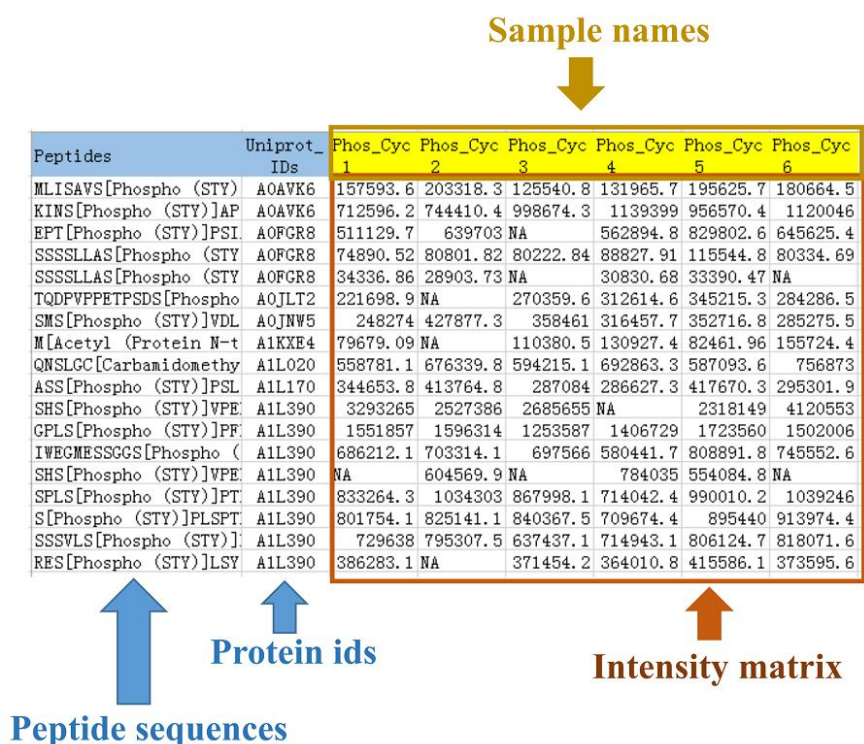 Sample names
Peptides Uniprot_IDs Phos_Cyc1 Phos_Cyc2 Phos_Cyc3 Phos_Cyc4 Phos_Cyc5 Phos_Cyc6
MLISAVS[Phospho (STY) A0AVK6 157593.6 203318.3 125540.8 131965.7 195625.7 180664.5
KINS[Phospho (STY)]AP A0AVK6 712596.2 744410.4 998674.3 1139399 956570.4 1120046
EPT[Phospho (STY)]PSI A0FGR8 511129.7 639703 NA 562894.8 829802.6 645625.4
SSSSLLAS[Phospho (STY A0FGR8 74890.52 80801.82 80222.84 88827.91 115544.8 80334.69
SSSSLLAS[Phospho (STY A0FGR8 34336.86 28903.73 NA 30830.68 33390.47 NA
TQDPVPPETPSDS[Phospho A0JLT2 221698.9 NA 270359.6 312614.6 345215.3 284286.5
SMS[Phospho (STY)]VDL A0JNW5 248274 427877.3 358461 316457.7 352716.8 285275.5
M[Acetyl (Protein N-t A1KXE4 79679.09 NA 110380.5 130927.4 82461.96 155724.4
QNSLGC[Carbamidomethy A1L020 558781.1 676339.8 594215.1 692863.3 587093.6 756873
ASS[Phospho (STY)]PSL A1L170 344653.8 413764.8 287084 286627.3 417670.3 295301.9
SHS[Phospho (STY)]VPE A1L390 3293265 2527386 2685655 NA 2318149 4120553
GPLS[Phospho (STY)]PF A1L390 1551857 1596314 1253587 1406729 1723560 1502006
IWEGMESSGGS[Phospho ( A1L390 686212.1 703314.1 697566 580441.7 808891.8 745552.6
SHS[Phospho (STY)]VPE A1L390 NA 604569.9 NA 784035 554084.8 NA
SPLS[Phospho (STY)]PT A1L390 833264.3 1034303 867998.1 714042.4 990010.2 1039246
S[Phospho (STY)]PLSPT A1L390 801754.1 825141.1 840367.5 709674.4 895440 913974.4
SSSVLS[Phospho (STY)] A1L390 729638 795307.5 637437.1 714943.1 806124.7 818071.6
RES[Phospho (STY)]LSY A1L390 386283.1 NA 371454.2 364010.8 415586.1 373595.6
Protein ids
Intensity matrix
Peptide sequences